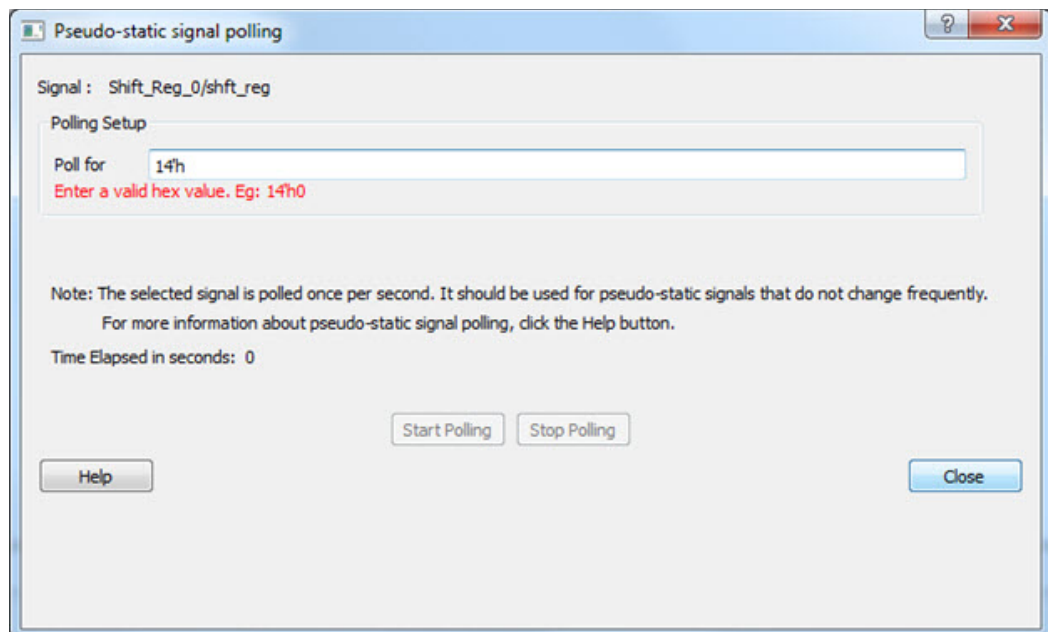 Pseudo-static signal polling
Signal : Shift_Reg_0/shft_reg
Polling Setup
Poll for 14'h
Enter a valid hex value. Eg: 14'h0
Note: The selected signal is polled once per second. It should be used for pseudo-static signals that do not change frequently.
For more information about pseudo-static signal polling, click the Help button.
Time Elapsed in seconds: 0
Start Polling Stop Polling
Help Close